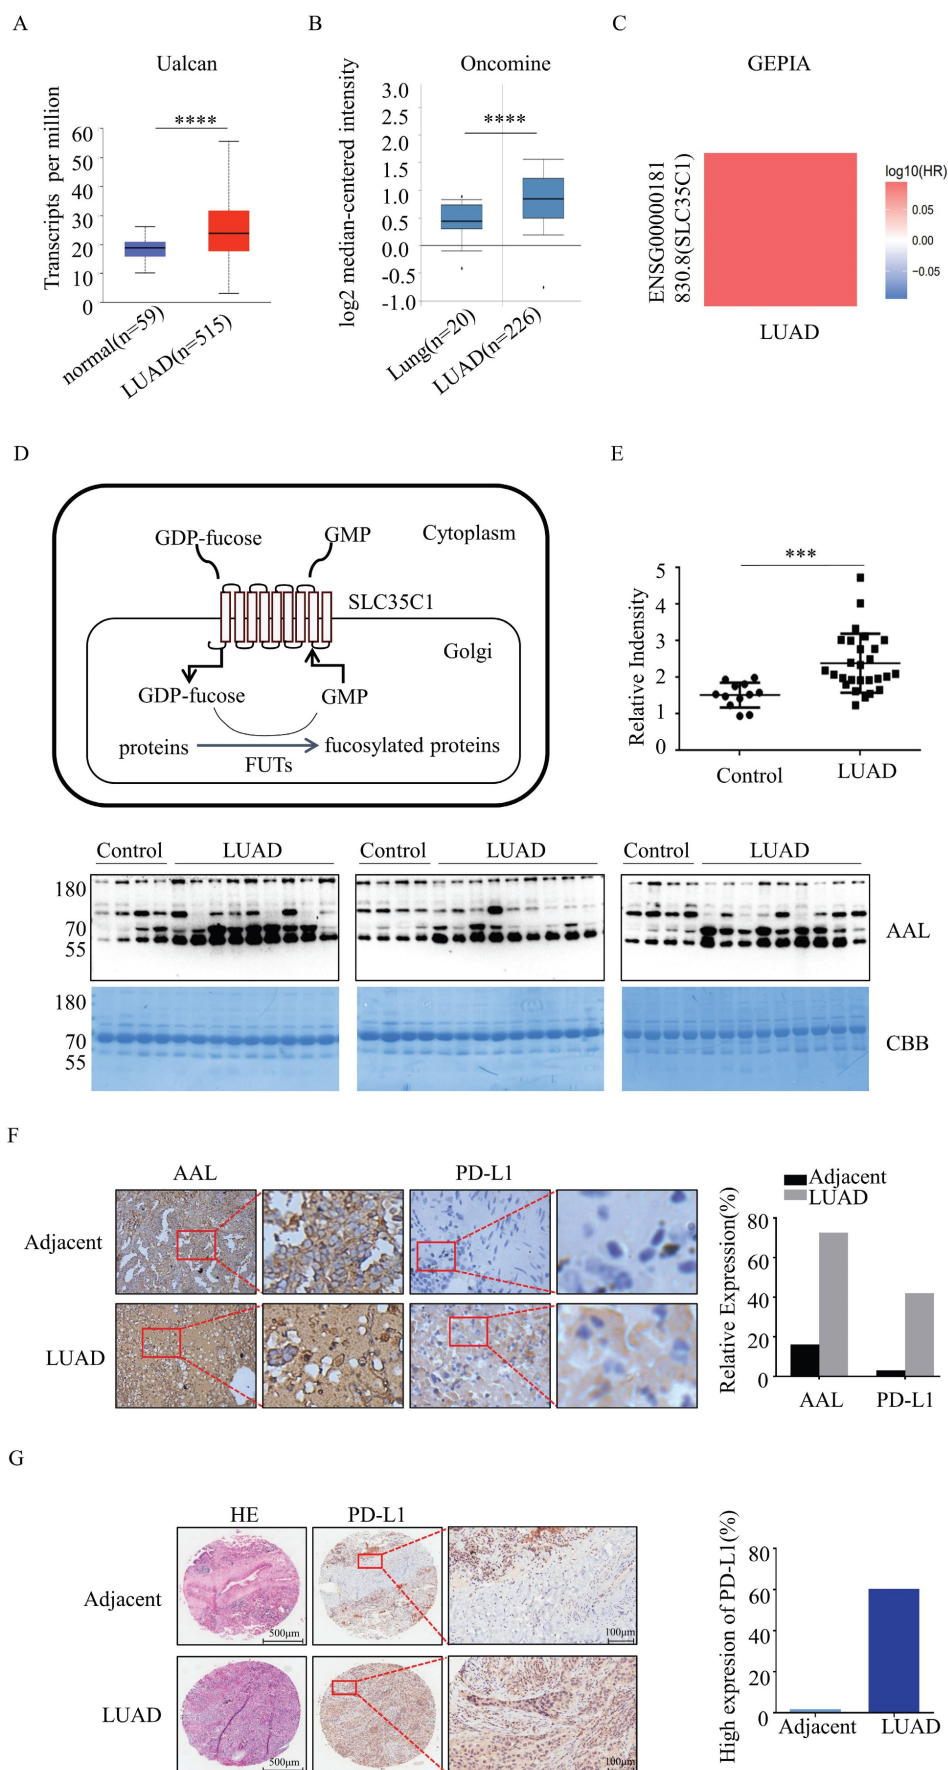 A
Ualcan
Transcripts per million
60
50
40
30
20
10
0
****
normal(n=59)
LUAD(n=515)
B
Oncomine
log2 median-centered intensity
3.0
2.5
2.0
1.5
1.0
0.5
0.0
-0.5
-1.0
****
Lung(n=20)
LUAD(n=226)
C
GEPIA
ENSG00000181
830.8(SLC35C1)
LUAD
log10(HR)
0.05
0.00
−0.05
D
GDP-fucose
GMP
Cytoplasm
SLC35C1
Golgi
GDP-fucose
GMP
proteins
fucosylated proteins
FUTs
E
***
Relative Indensity
5
4
3
2
1
0
Control
LUAD
Control
LUAD
Control
LUAD
Control
LUAD
180
70
55
AAL
180
70
55
CBB
F
AAL
PD-L1
Adjacent
LUAD
Adjacent
LUAD
Relative Expression(%)
80
60
40
20
0
AAL
PD-L1
G
HE
PD-L1
Adjacent
500μm
100μm
LUAD
500μm
100μm
High expresion of PD-L1(%)
80
60
40
20
0
Adjacent
LUAD